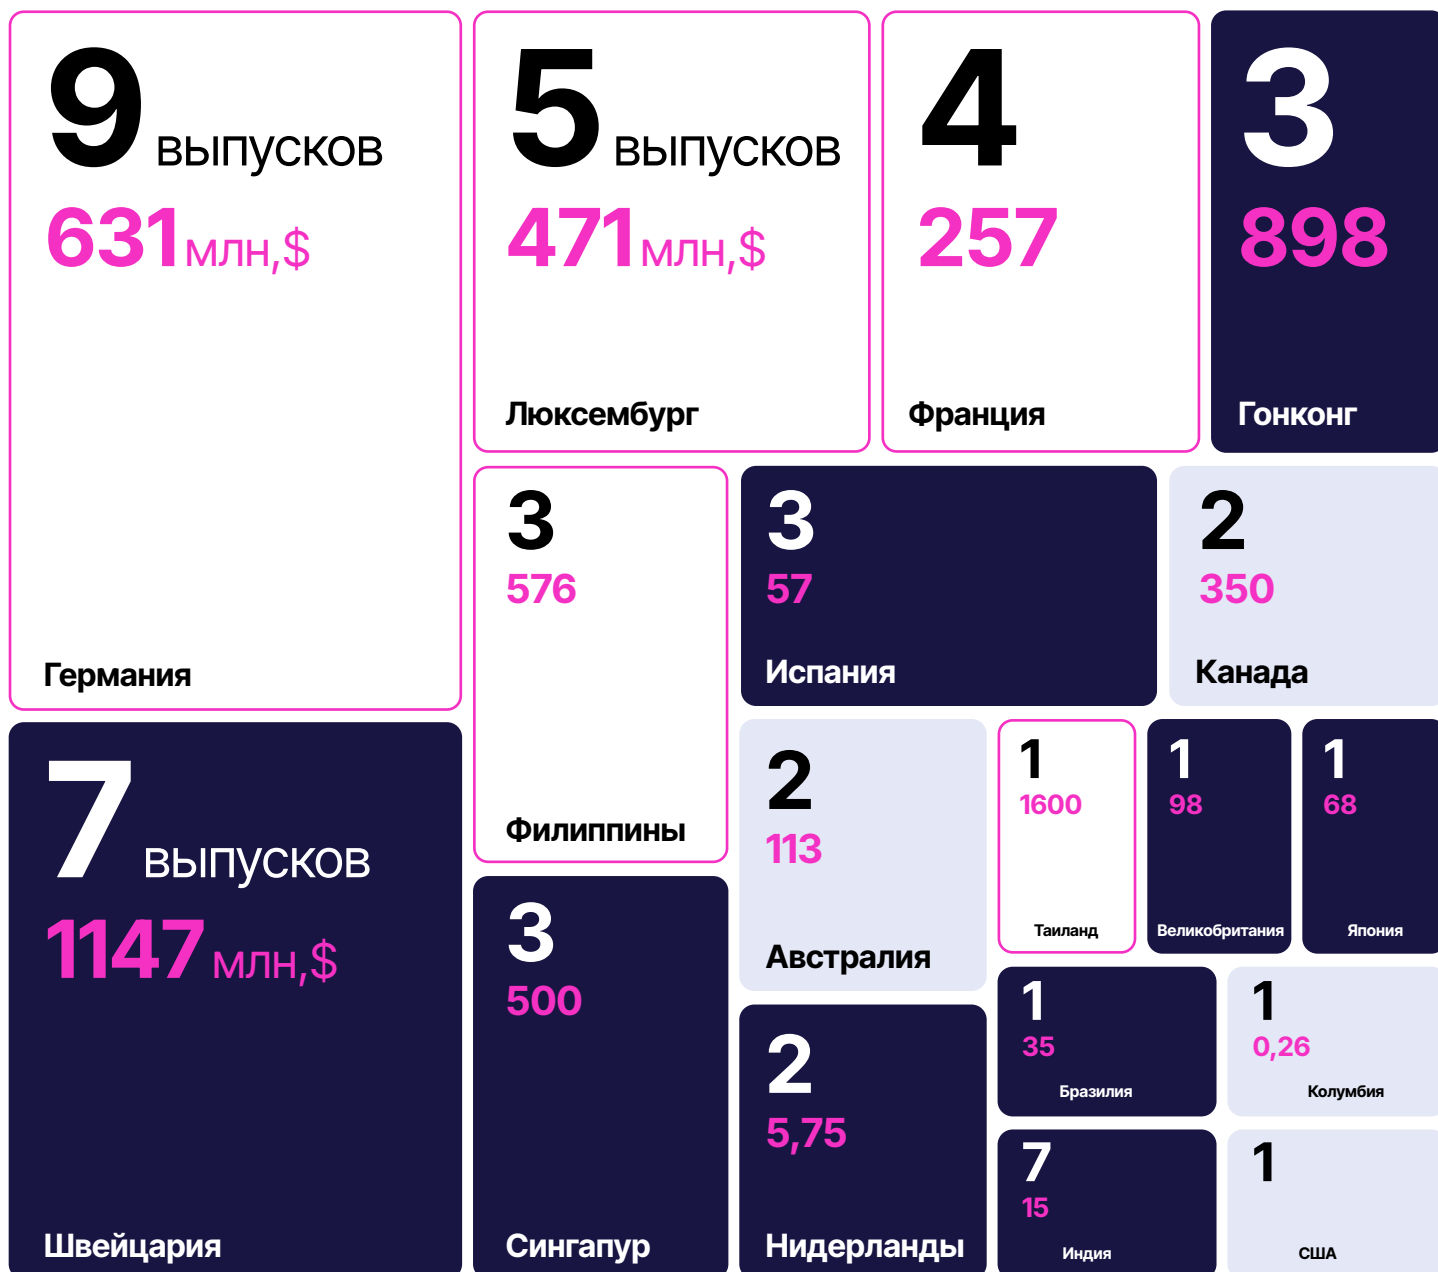 9 выпусков
631 млн,$
Германия
5 выпусков
471 млн,$
Люксембург
4
257
Франция
3
898
Гонконг
3
576
Филиппины
3
57
Испания
2
350
Канада
7 выпусков
1147 млн,$
Швейцария
3
500
Сингапур
2
113
Австралия
1
1600
Таиланд
1
98
Великобритания
1
68
Япония
2
5,75
Нидерланды
1
35
Бразилия
1
0,26
Колумбия
7
15
Индия
1
США